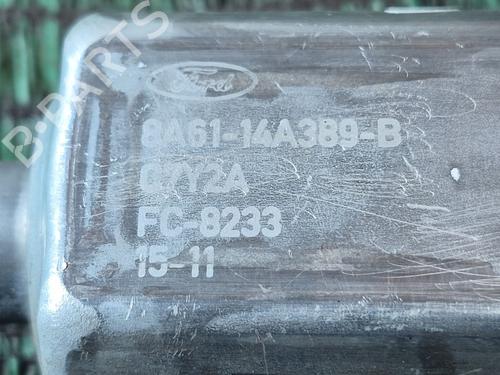 B-PARTS
Ford
8A61-14A389-B
C7Y2A
FC-8233
15-11